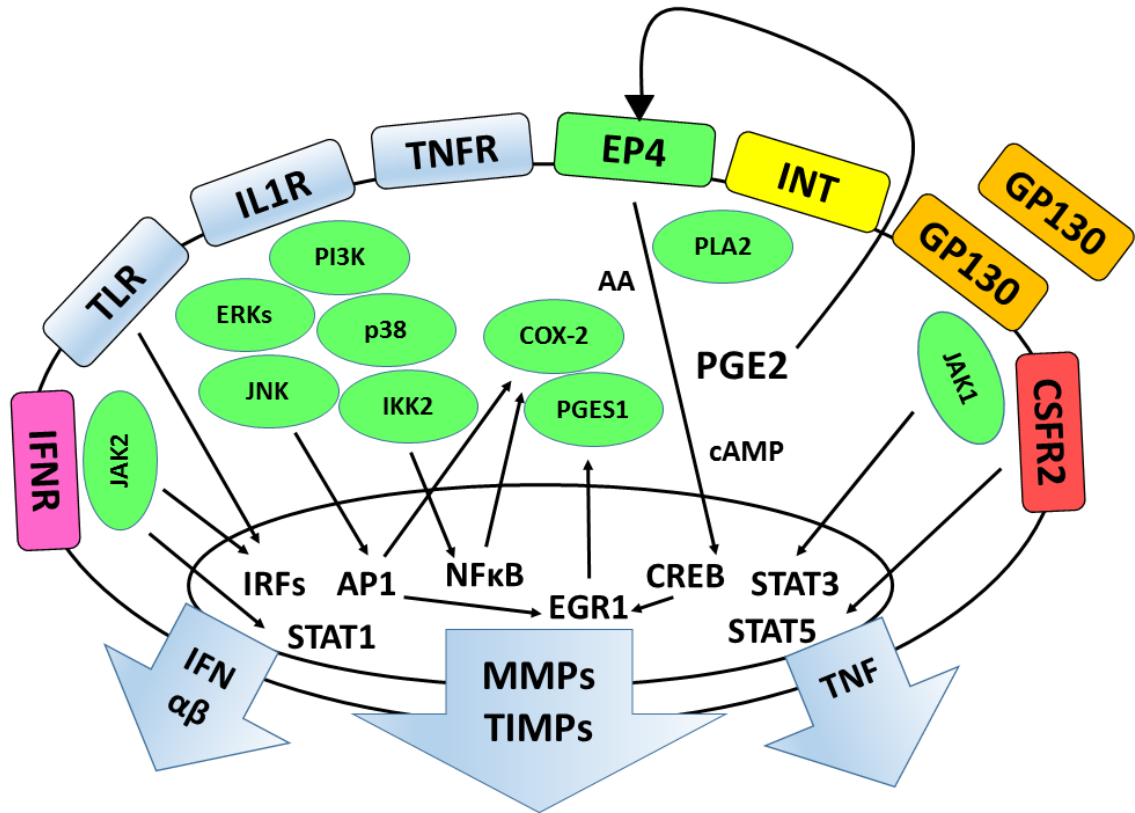 EP4
TNFR
INT
IL1R
GP130
GP130
TLR
PI3K
PLA2
ERKs
p38
AA
COX-2
PGE2
JNK
IKK2
PGES1
JAK1
CSFR2
IFNR
JAK2
cAMP
IRFs
AP1
NFκB
CREB
STAT3
EGR1
STAT1
STAT5
IFN
αβ
MMPs
TIMPs
TNF